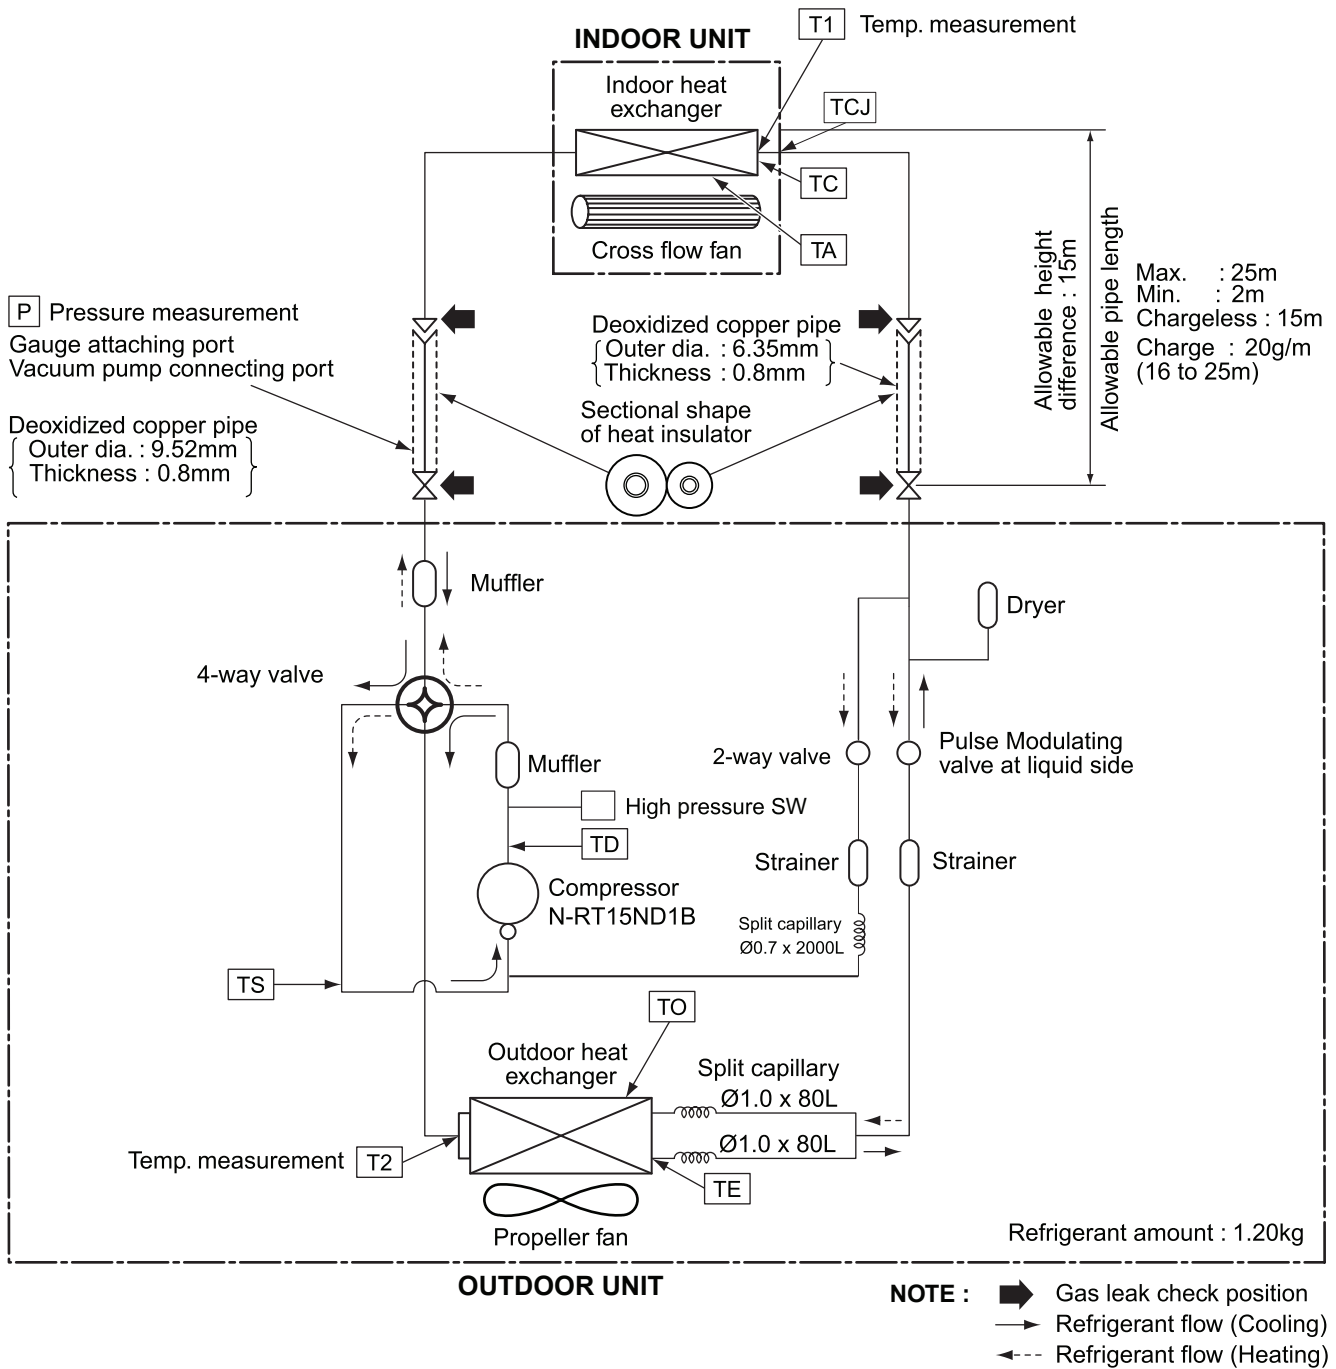 T1 Temp. measurement
INDOOR UNIT
Indoor heat
exchanger
TCJ
TC
Cross flow fan
TA
Allowable height
difference : 15m
Allowable pipe length
Max. : 25m
Min. : 2m
Chargeless : 15m
Charge : 20g/m
(16 to 25m)
P Pressure measurement
Gauge attaching port
Vacuum pump connecting port
Deoxidized copper pipe
Outer dia. : 9.52mm
Thickness : 0.8mm
Deoxidized copper pipe
Outer dia. : 6.35mm
Thickness : 0.8mm
Sectional shape
of heat insulator
Muffler
Dryer
4-way valve
2-way valve
Pulse Modulating
valve at liquid side
Muffler
High pressure SW
TD
Strainer
Strainer
Compressor
N-RT15ND1B
Split capillary
Ø0.7 x 2000L
TS
TO
Outdoor heat
exchanger
Split capillary
Ø1.0 x 80L
Ø1.0 x 80L
Temp. measurement T2
TE
Propeller fan
Refrigerant amount : 1.20kg
OUTDOOR UNIT
NOTE :
Gas leak check position
Refrigerant flow (Cooling)
Refrigerant flow (Heating)